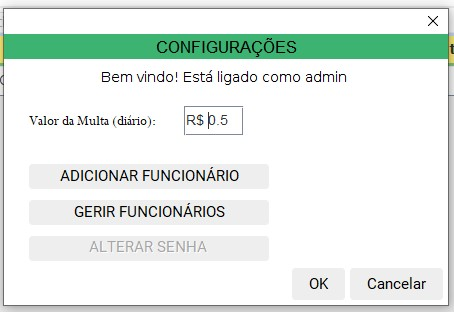 CONFIGURAÇÕES
Bem vindo! Está ligado como admin
Valor da Multa (diário): R$ 0.5
ADICIONAR FUNCIONÁRIO
GERIR FUNCIONÁRIOS
ALTERAR SENHA
OK Cancelar